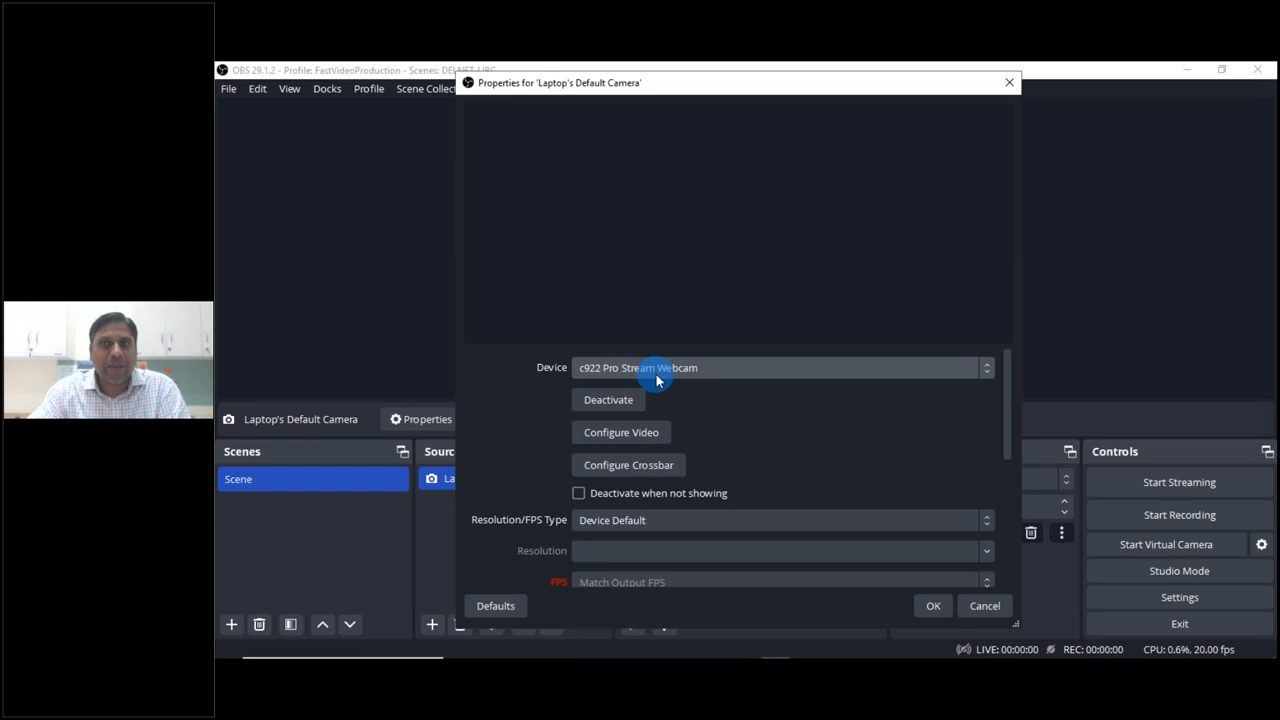 OBS 29.1.2 - Profile: FastVideoProduction - Scenes: DELNET-URC
Properties for 'Laptop's Default Camera'
File Edit View Docks Profile Scene Collect
Device c922 Pro Stream Webcam
Deactivate
Laptop's Default Camera Properties
Configure Video
Scenes Sourc Configure Crossbar Controls
Scene La
Deactivate when not showing
Start Streaming
Resolution/FPS Type Device Default
Start Recording
Resolution
Start Virtual Camera
Studio Mode
FPS Match Output FPS
Settings
Defaults OK Cancel
Exit
LIVE: 00:00:00 REC: 00:00:00 CPU: 0.6%, 20.00 fps